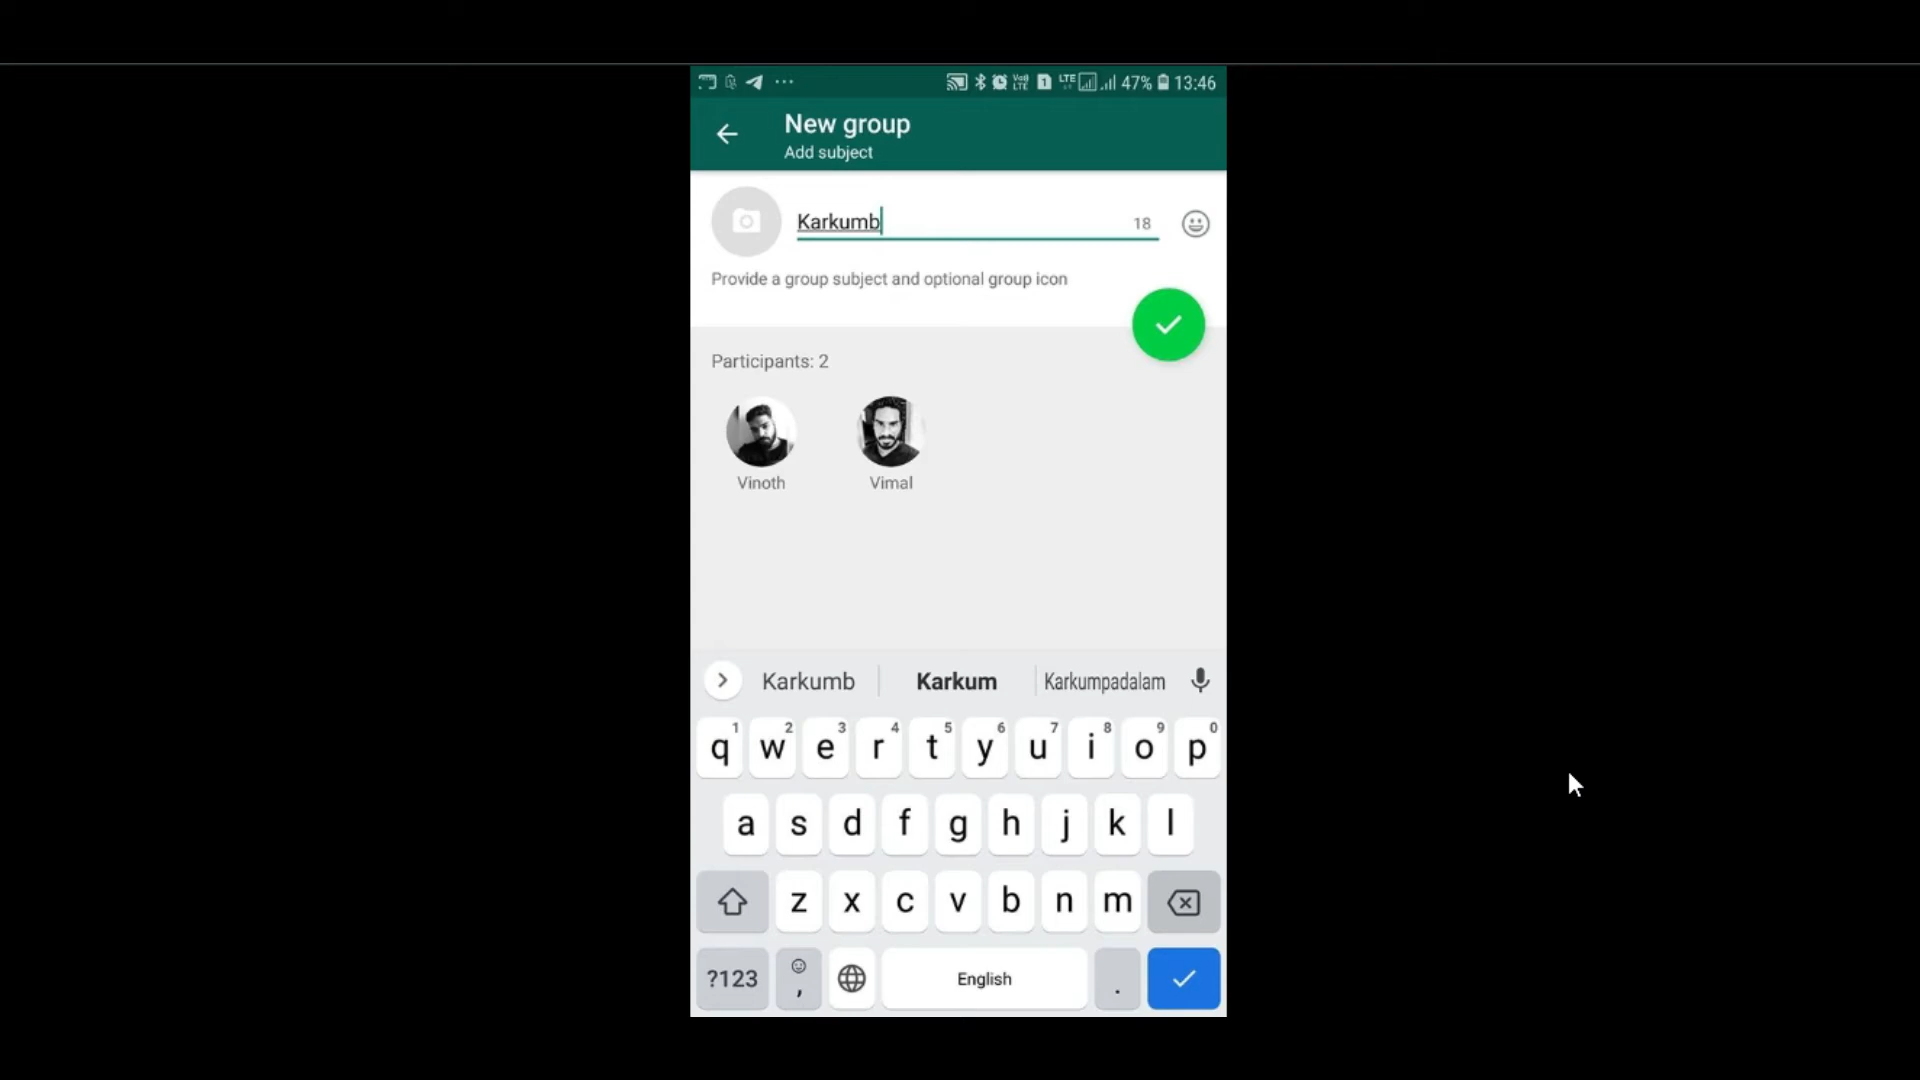 47% 13:46
New group
Add subject
Karkumb 18
Provide a group subject and optional group icon
Participants: 2
Vinoth Vimal
Karkumb Karkum Karkumpadalam
1 2 3 4 5 6 7 8 9 0
q w e r t y u i o p
a s d f g h j k l
z x c v b n m
?123 , English .